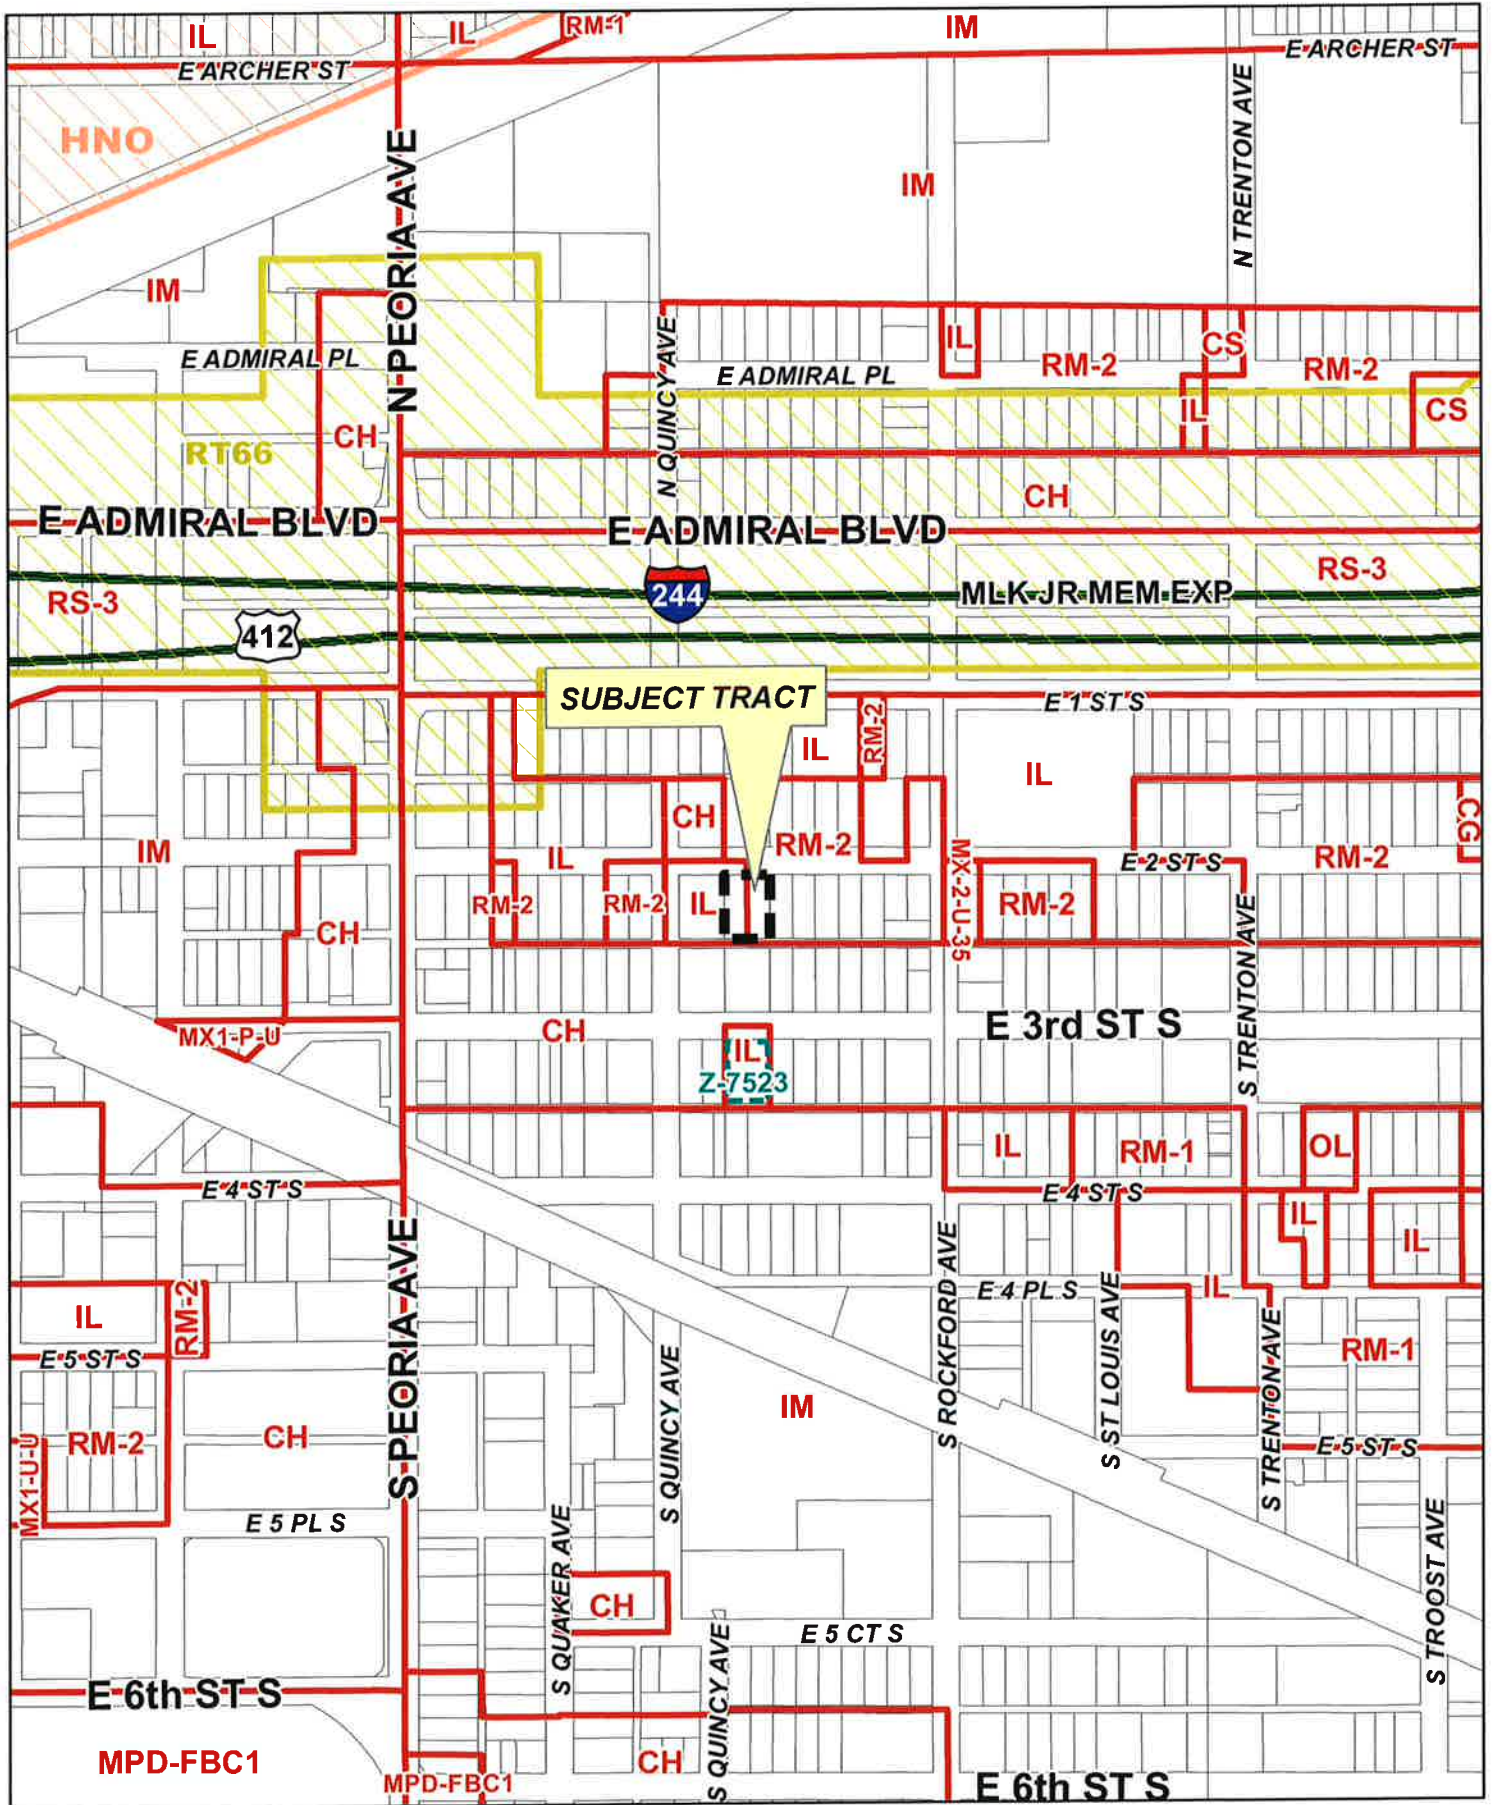 IL
IL
RM-1
IM
E ARCHER ST
E ARCHER ST
HNO
N PEORIA AVE
N TRENTON AVE
IM
IM
E ADMIRAL PL
N QUINCY AVE
E ADMIRAL PL
IL
RM-2
CS
RM-2
IL
CS
RT66
CH
CH
E ADMIRAL BLVD
E ADMIRAL BLVD
RS-3
RS-3
244
MLK JR MEM EXP
412
SUBJECT TRACT
E 1 ST S
IL
RM-2
IL
CH
RM-2
CG
IM
IL
MX-2-U-35
E 2 ST S
RM-2
RM-2
RM-2
IL
RM-2
CH
S TRENTON AVE
MX1-P-U
CH
IL
Z-7523
E 3rd ST S
IL
RM-1
OL
E 4 ST S
E 4 ST S
IL
IL
S PEORIA AVE
S ROCKFORD AVE
E 4 PL S
S ST LOUIS AVE
IL
IL
RM-2
E 5 ST S
S TRENTON AVE
RM-1
S QUINCY AVE
IM
MX1-U-U
RM-2
CH
E 5 ST S
E 5 PL S
S QUAKER AVE
S TROOST AVE
CH
S QUINCY AVE
E 5 CT S
E 6th ST S
MPD-FBC1
MPD-FBC1
CH
E 6th ST S